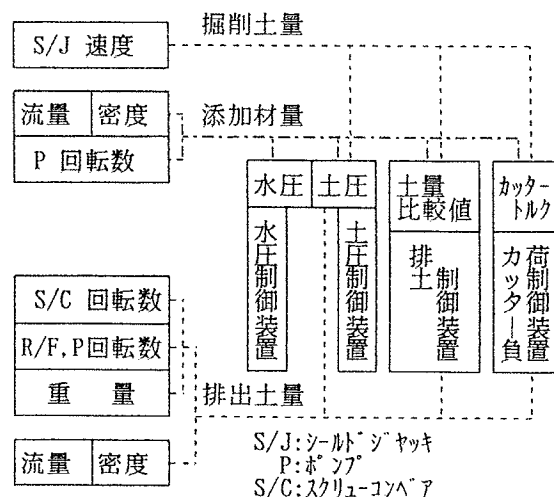 S/J 速度
掘削土量
流量 密度
添加材量
P 回転数
水圧 土圧
土量
比較値
カッター
トルク
水圧制御装置
土圧制御装置
排土制御装置
カッター負荷制御装置
S/C 回転数
R/F,P回転数
重 量
排出土量
流量 密度
S/J:シールドジャッキ
P:ポンプ
S/C:スクリューコンベア